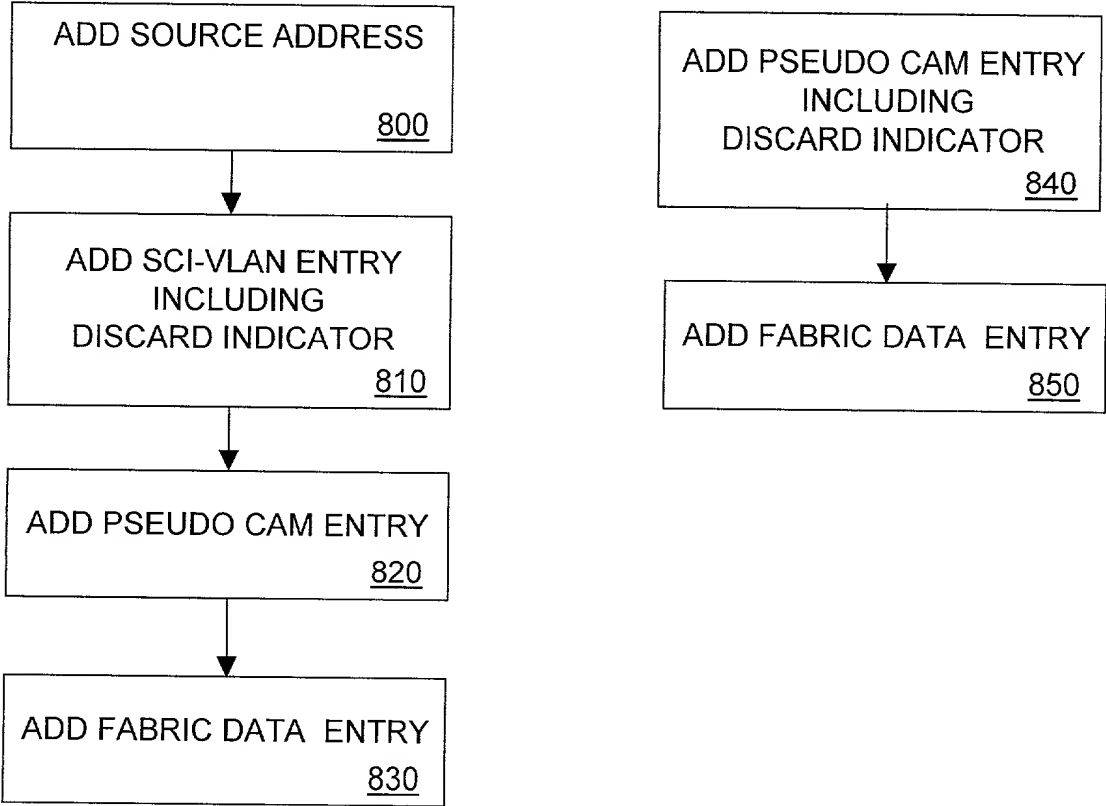 ADD SOURCE ADDRESS
800
ADD SCI-VLAN ENTRY
INCLUDING
DISCARD INDICATOR
810
ADD PSEUDO CAM ENTRY
820
ADD FABRIC DATA ENTRY
830
ADD PSEUDO CAM ENTRY
INCLUDING
DISCARD INDICATOR
840
ADD FABRIC DATA ENTRY
850